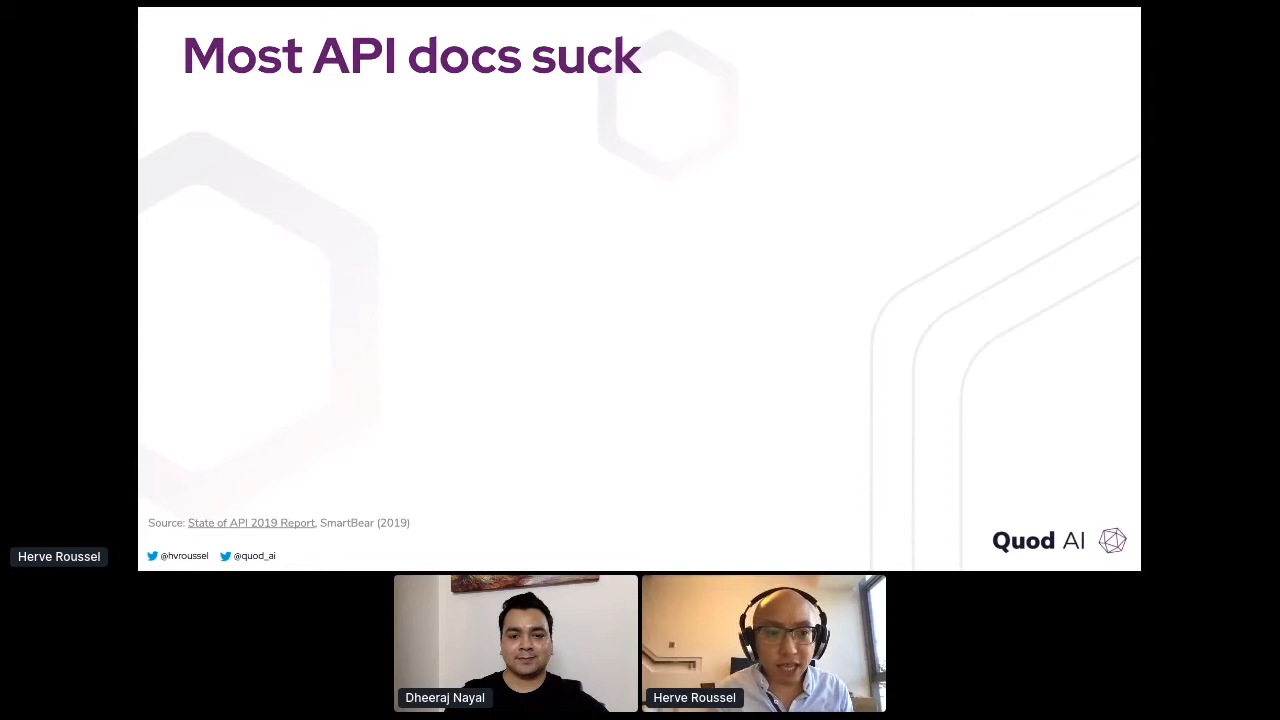 Most API docs suck
Source: State of API 2019 Report, SmartBear (2019)
@hvroussel @quod_ai
Quod AI
Herve Roussel
Dheeraj Nayal
Herve Roussel